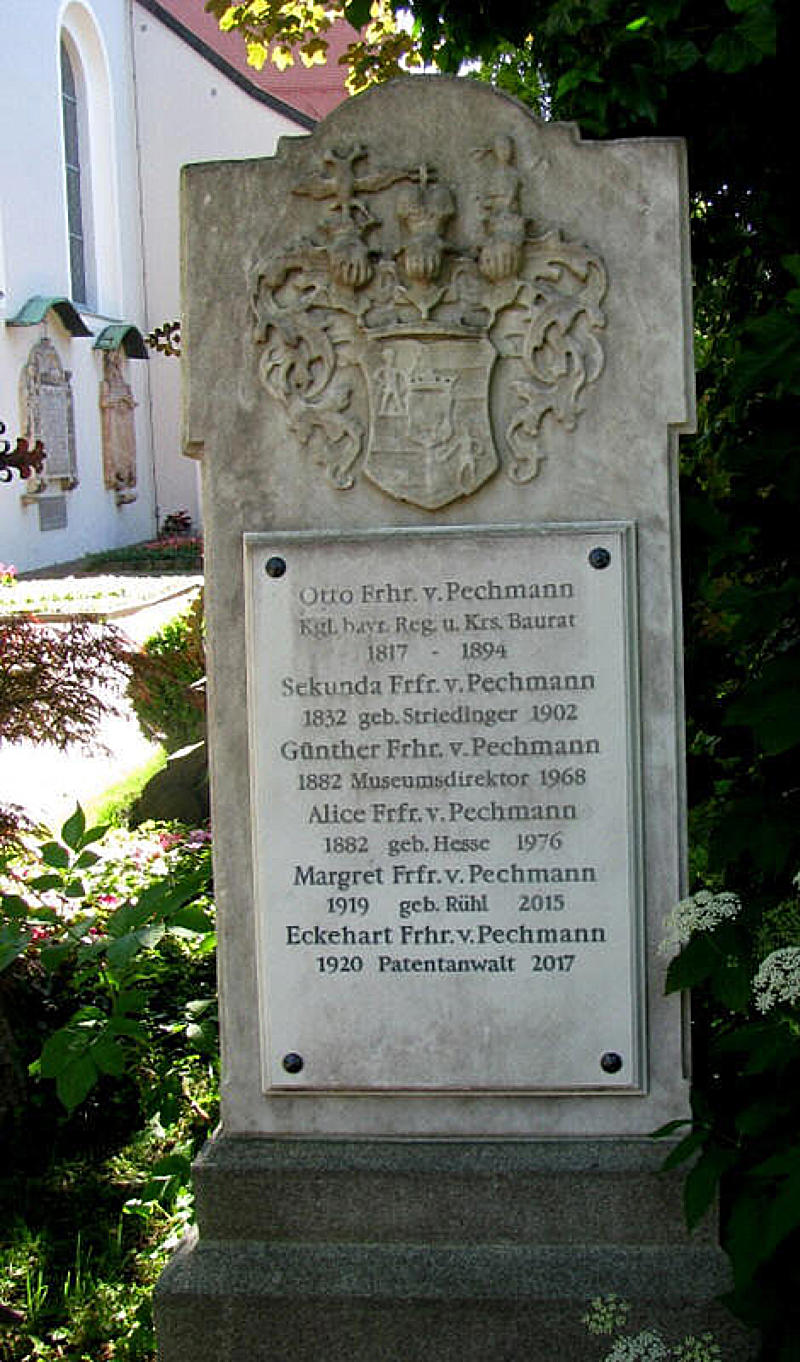 Otto Frhr. v. Pechmann
Kgl. bayr. Reg. u. Krs. Baurat
1817 - 1894
Sekunda Frfr. v. Pechmann
1832 geb. Striedinger 1902
Günther Frhr. v. Pechmann
1882 Museumsdirektor 1968
Alice Frfr. v. Pechmann
1882 geb. Hesse 1976
Margret Frfr. v. Pechmann
1919 geb. Rühl 2015
Eckehart Frhr. v. Pechmann
1920 Patentanwalt 2017